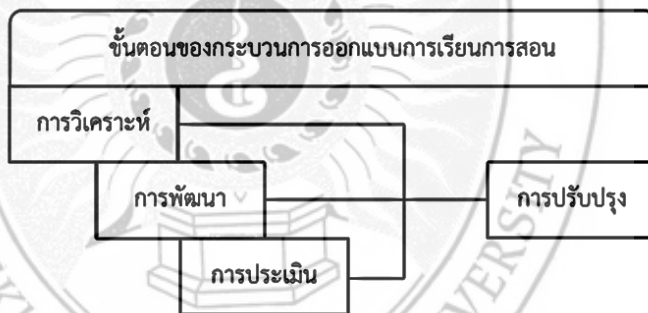 ขั้นตอนของกระบวนการออกแบบการเรียนการสอน
การวิเคราะห์
การพัฒนา
การปรับปรุง
การประเมิน
VERSITY